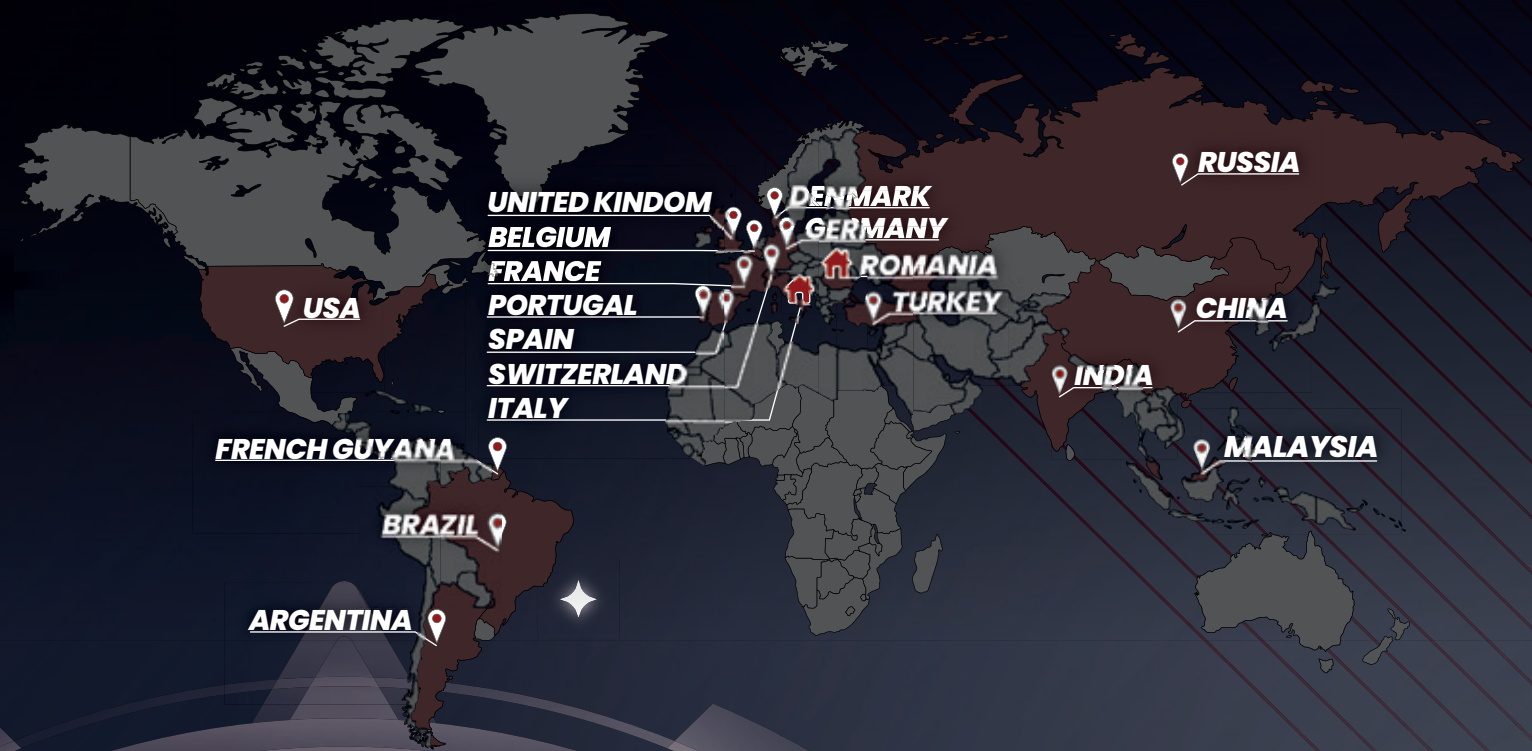 RUSSIA
UNITED KINDOM
DENMARK
BELGIUM
GERMANY
FRANCE
ROMANIA
PORTUGAL
TURKEY
USA
CHINA
SPAIN
SWITZERLAND
INDIA
ITALY
FRENCH GUYANA
MALAYSIA
BRAZIL
ARGENTINA